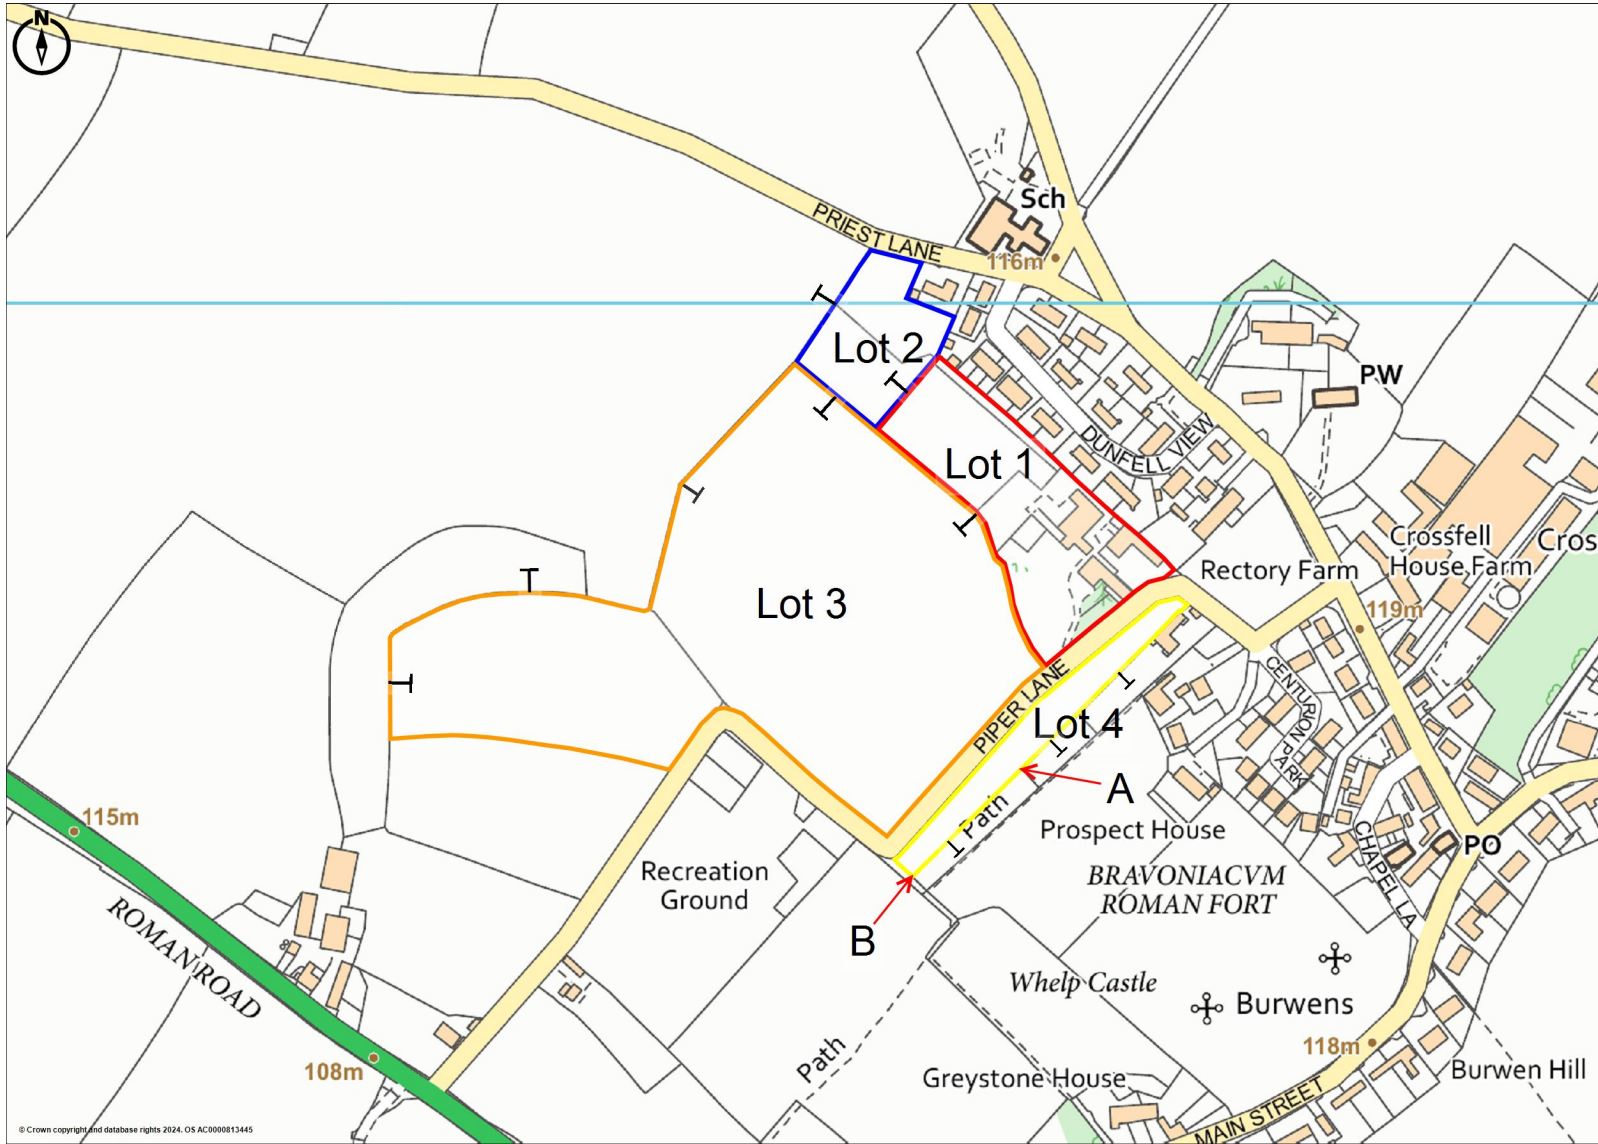 N
PRIEST LANE
Sch
116m
Lot 2
PW
DUNFELL VIEW
Lot 1
Crossfell
House Farm
Cros
Rectory Farm
Lot 3
119m
CENTURION PARK
PIPER LANE
Lot 4
A
Path
Prospect House
115m
CHAPEL LA
PO
Recreation
Ground
BRAVONIACVM
ROMAN FORT
B
ROMAN ROAD
Whelp Castle
Burwens
118m
Path
108m
Greystone House
Burwen Hill
MAIN STREET
© Crown copyright and database rights 2024. OS AC0000813445